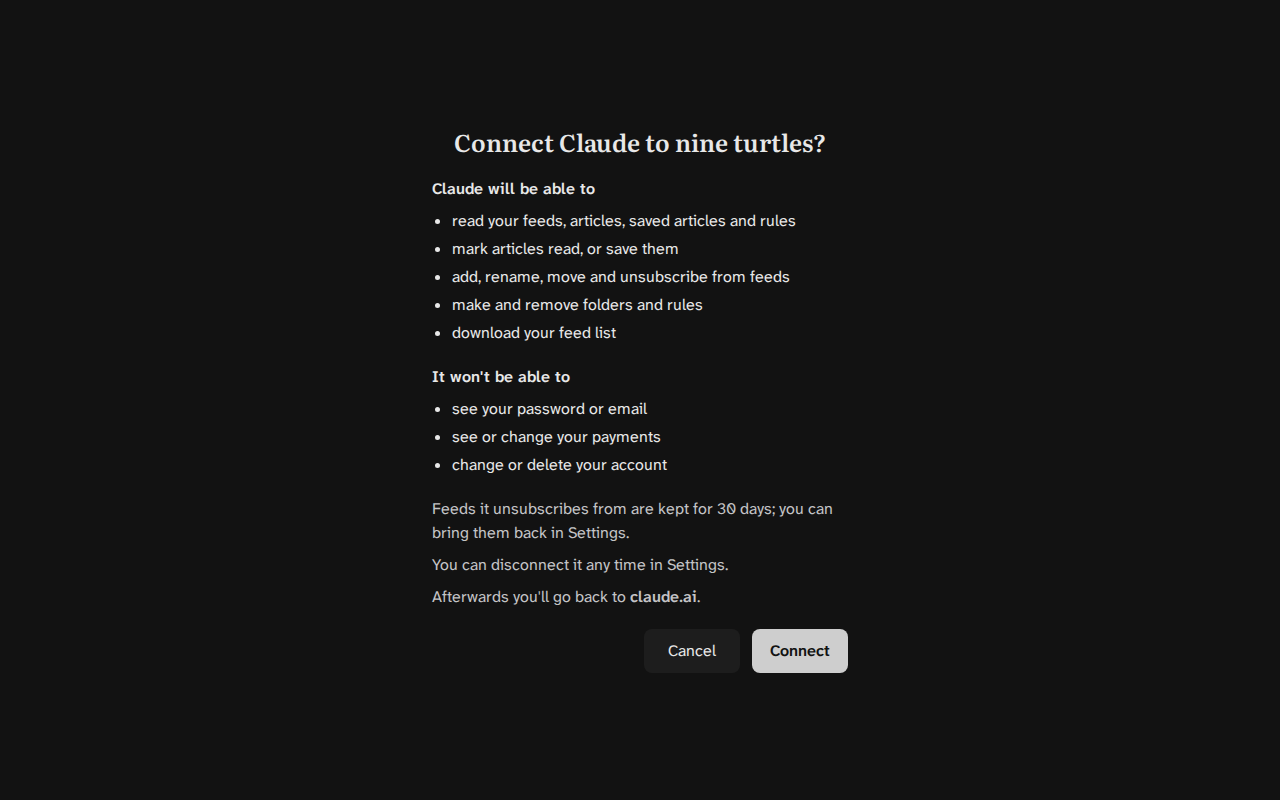 Connect Claude to nine turtles?
Claude will be able to
• read your feeds, articles, saved articles and rules
• mark articles read, or save them
• add, rename, move and unsubscribe from feeds
• make and remove folders and rules
• download your feed list
It won't be able to
• see your password or email
• see or change your payments
• change or delete your account
Feeds it unsubscribes from are kept for 30 days; you can
bring them back in Settings.
You can disconnect it any time in Settings.
Afterwards you'll go back to claude.ai.
Cancel
Connect